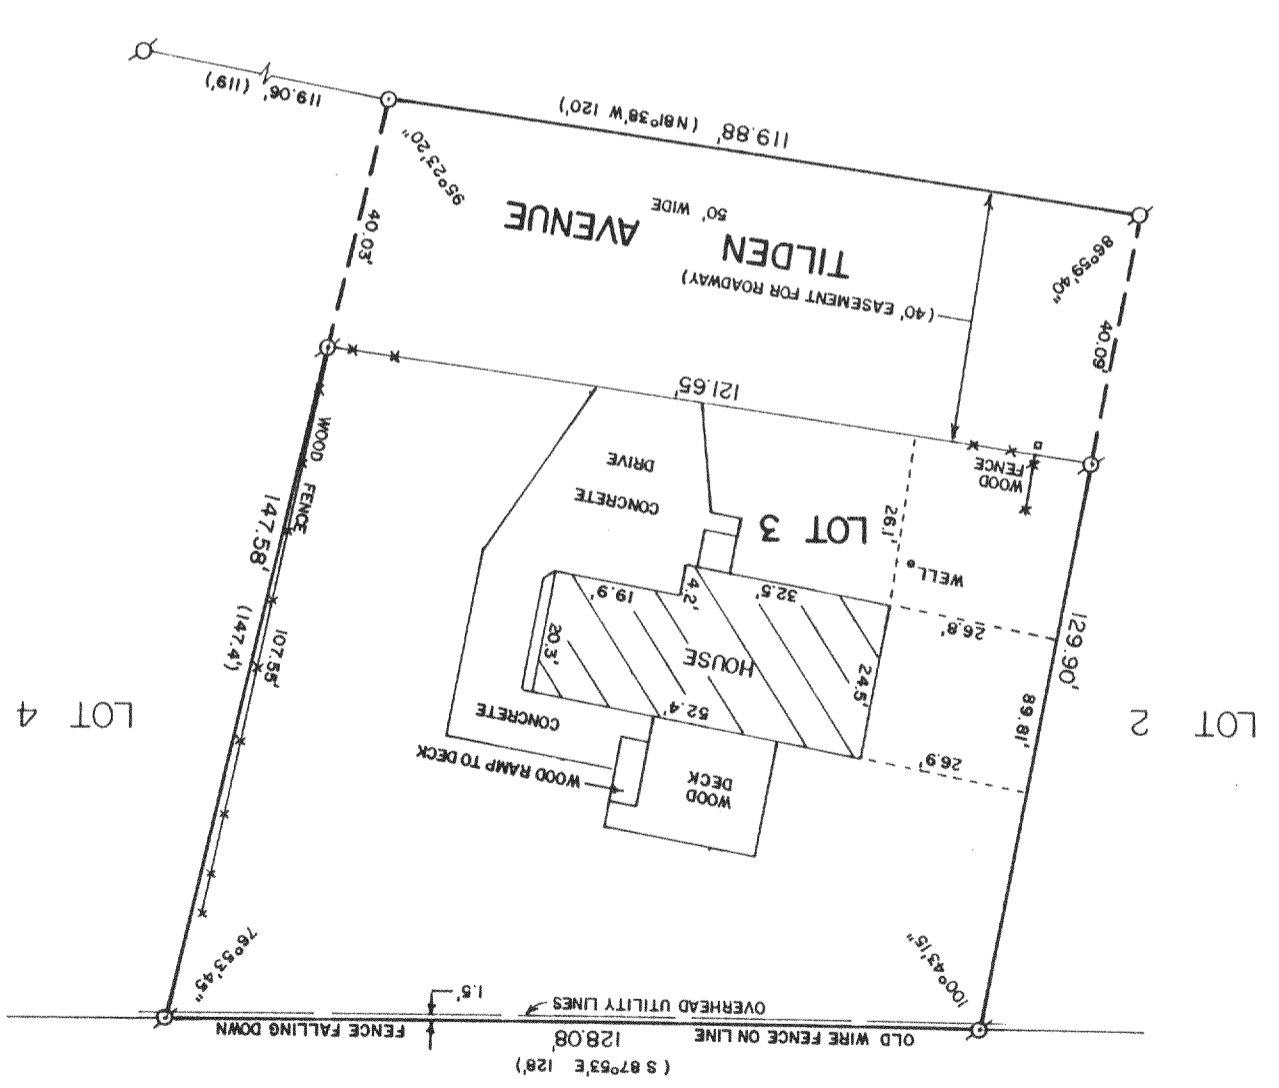 ( S 87°53'E 128')
128.08'
OLD WIRE FENCE ON LINE
FENCE FALLING DOWN
OVERHEAD UTILITY LINES
1.5'
100°43'15"
76°53'45"
WOOD
DECK
WOOD RAMP TO DECK
CONCRETE
26.9'
89.81'
129.90'
LOT 2
LOT 4
52.4'
24.5'
HOUSE
20.3'
26.8'
32.5'
4.2'
19.9'
107.55'
(147.4')
147.58'
WELL
26.1'
LOT 3
CONCRETE
DRIVE
WOOD
FENCE
WOOD FENCE
121.65'
40.09'
40.03'
(40' EASEMENT FOR ROADWAY)
TILDEN AVENUE
50' WIDE
86°59'40"
95°23'20"
119.88' ( N81°38'W 120')
119.06' (119')